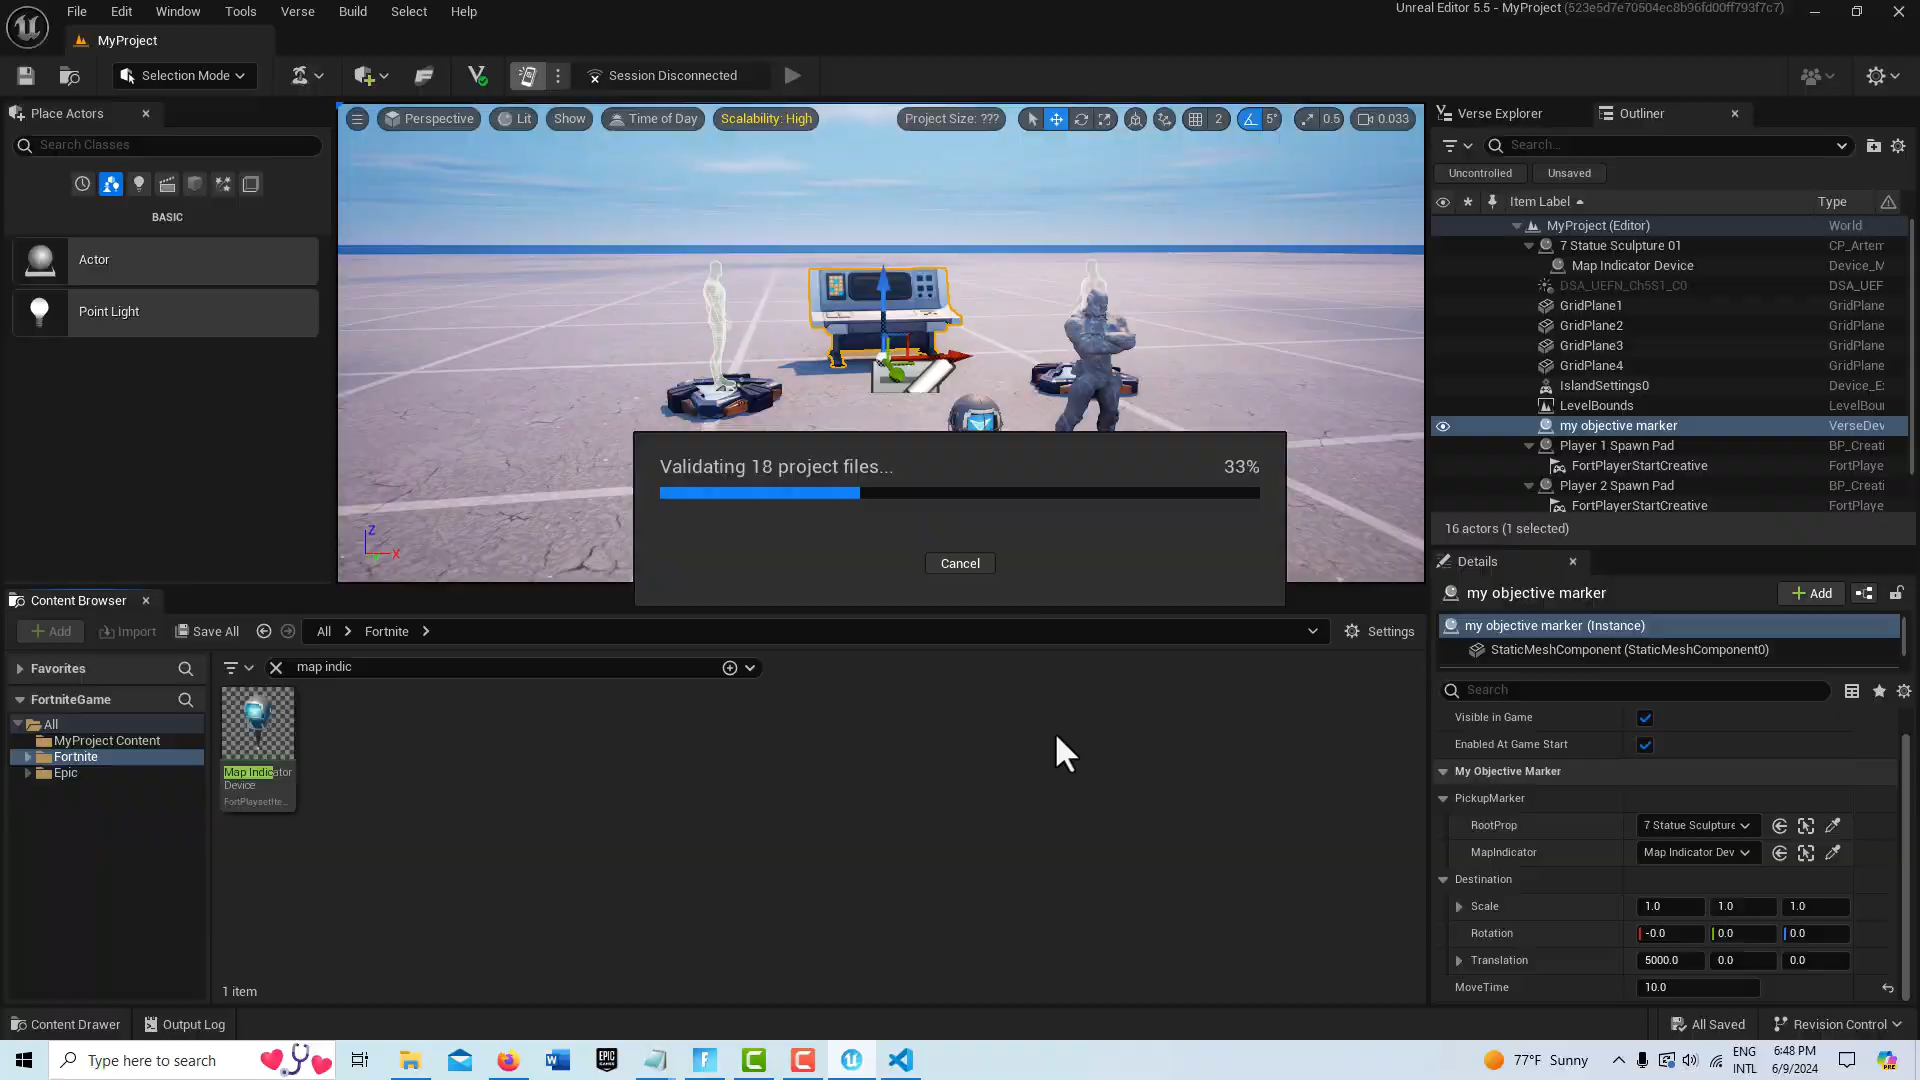 File Edit Window Tools Verse Build Select Help
Unreal Editor 5.5 - MyProject (523e5d7e70504ec8b96fd00ff793f7c7)
MyProject
Selection Mode
Session Disconnected
Place Actors
Search Classes
BASIC
Actor
Point Light
Perspective Lit Show Time of Day Scalability: High Project Size: ??? 2 5° 0.5 0.033
Z
X
Validating 18 project files... 33%
Cancel
Verse Explorer Outliner
Search...
Uncontrolled Unsaved
Item Label Type
MyProject (Editor) World
7 Statue Sculpture 01 CP_Artem
Map Indicator Device Device_M
DSA_UEFN_Ch5S1_C0 DSA_UEF
GridPlane1 GridPlane
GridPlane2 GridPlane
GridPlane3 GridPlane
GridPlane4 GridPlane
IslandSettings0 Device_E
LevelBounds LevelBou
my objective marker VerseDev
Player 1 Spawn Pad BP_Creati
FortPlayerStartCreative FortPlaye
Player 2 Spawn Pad BP_Creati
FortPlayerStartCreative FortPlaye
16 actors (1 selected)
Details
my objective marker Add
my objective marker (Instance)
StaticMeshComponent (StaticMeshComponent0)
Search
Visible in Game
Enabled At Game Start
My Objective Marker
PickupMarker
RootProp 7 Statue Sculpture
MapIndicator Map Indicator Dev
Destination
Scale 1.0 1.0 1.0
Rotation -0.0 0.0 0.0
Translation 5000.0 0.0 0.0
MoveTime 10.0
Content Browser
Add Import Save All All Fortnite Settings
Favorites
FortniteGame
All
MyProject Content
Fortnite
Epic
map indic
Map Indicator
Device
FortPlaysetIte...
1 item
Content Drawer Output Log All Saved Revision Control
Type here to search
EPIC
GAMES
77°F Sunny
ENG
INTL
6:48 PM
6/9/2024